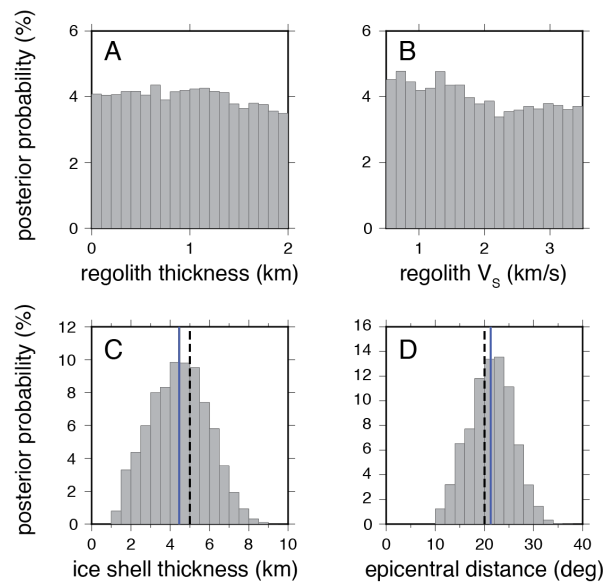 posterior probability (%)
6
4
2
0
A
0 1 2
regolith thickness (km)
6
4
2
0
B
1 2 3
regolith VS (km/s)
posterior probability (%)
12
10
8
6
4
2
0
C
0 2 4 6 8 10
ice shell thickness (km)
16
14
12
10
8
6
4
2
0
D
0 10 20 30 40
epicentral distance (deg)